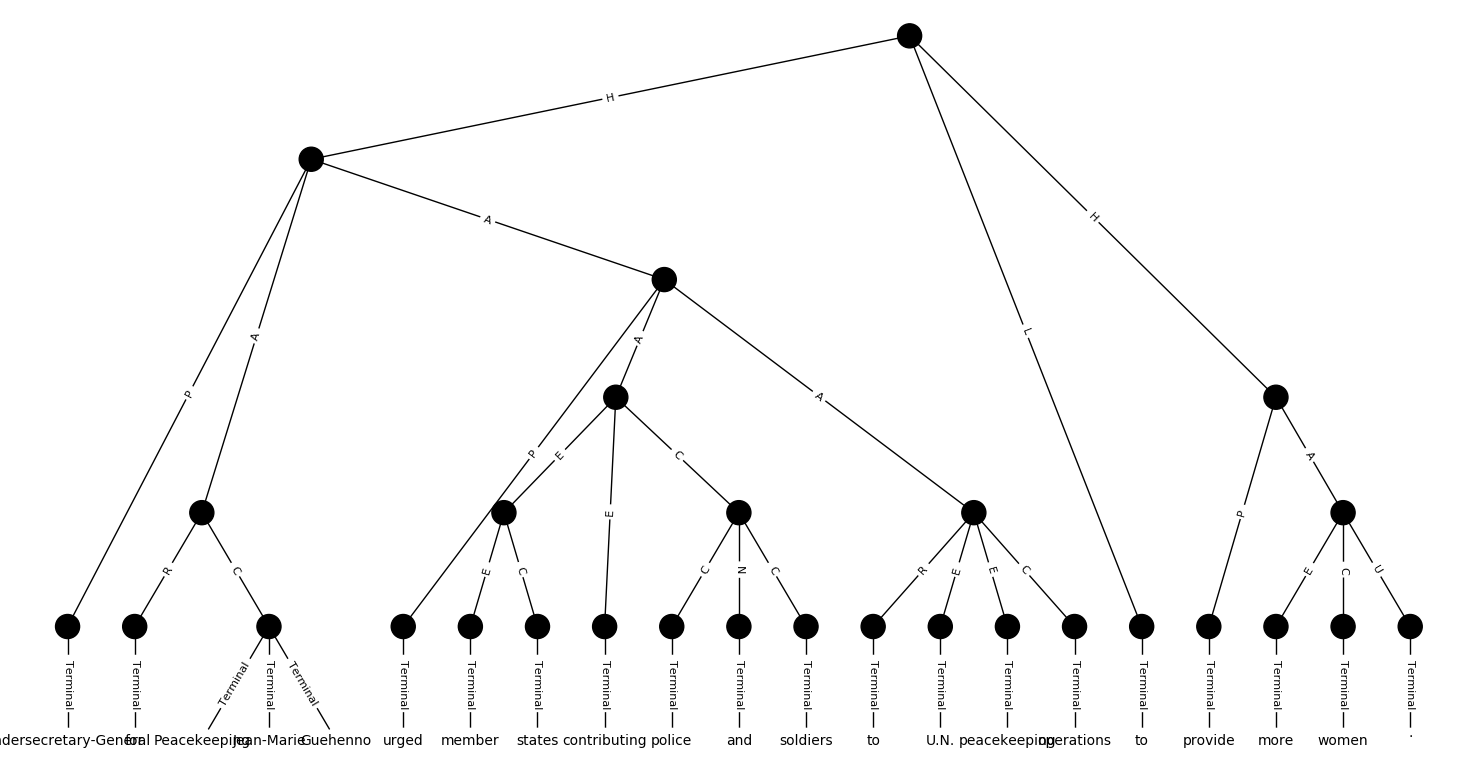 H
A
H
A
L
A
P
A
P
E
C
A
E
P
R
C
E
C
C
N
C
R
E
E
C
E
C
U
Terminal Terminal Terminal Terminal Terminal Terminal Terminal Terminal Terminal Terminal Terminal Terminal Terminal Terminal Terminal Terminal Terminal Terminal Terminal Terminal Terminal
ndersecretary-General for Peacekeeping Jean-Marie Guehenno urged member states contributing police and soldiers to U.N. peacekeeping operations to provide more women .